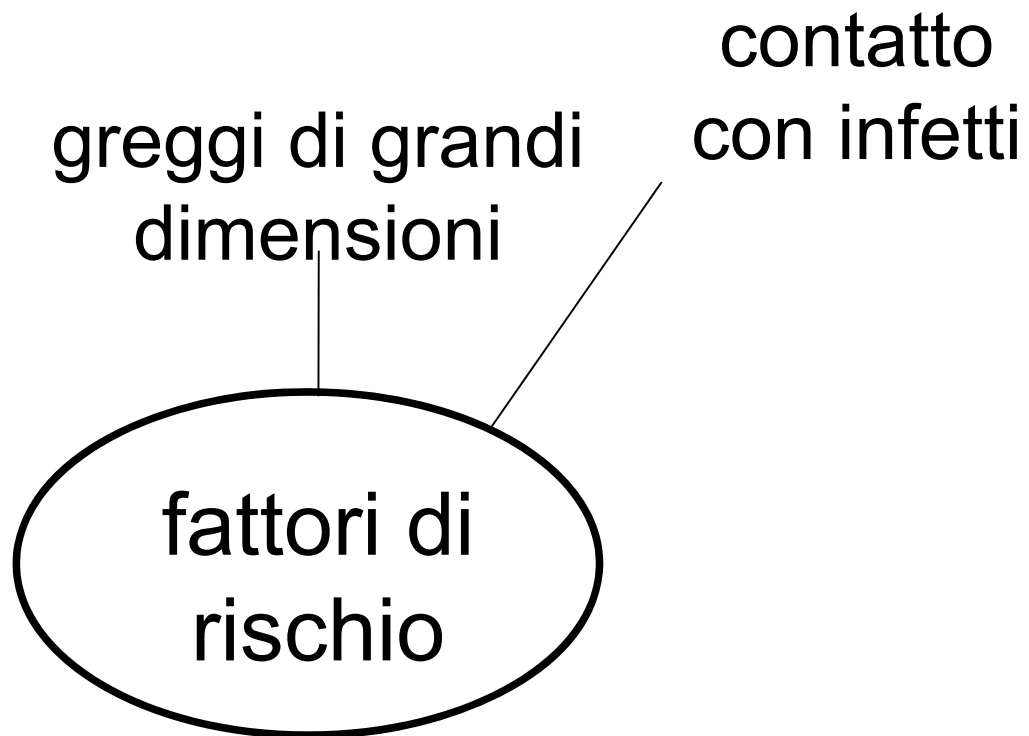 contatto
con infetti
greggi di grandi
dimensioni
fattori di
rischio